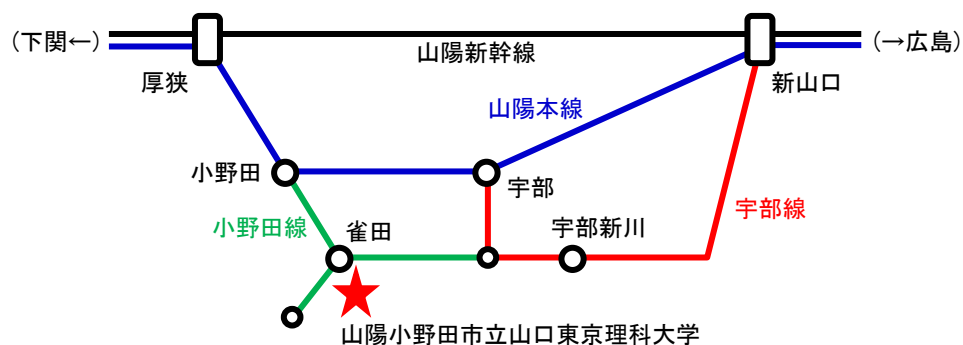 （下関←）
（→広島）
山陽新幹線
厚狭
新山口
山陽本線
小野田
宇部
宇部線
小野田線
雀田
宇部新川
山陽小野田市立山口東京理科大学